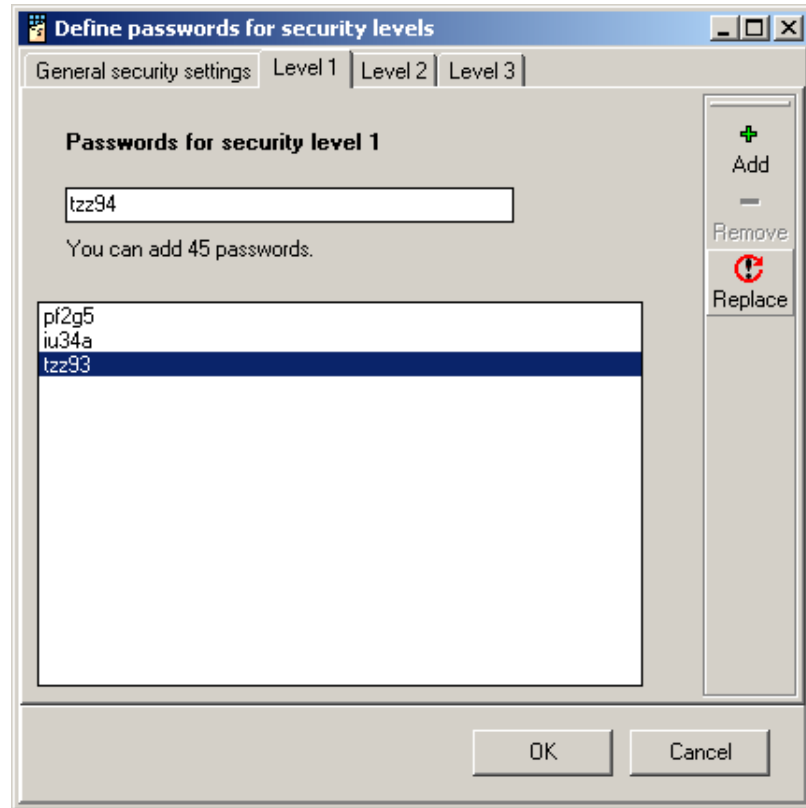 Define passwords for security levels
General security settings Level 1 Level 2 Level 3
Passwords for security level 1
tzz94
You can add 45 passwords.
pf2g5
iu34a
tzz93
Add
Remove
Replace
OK Cancel